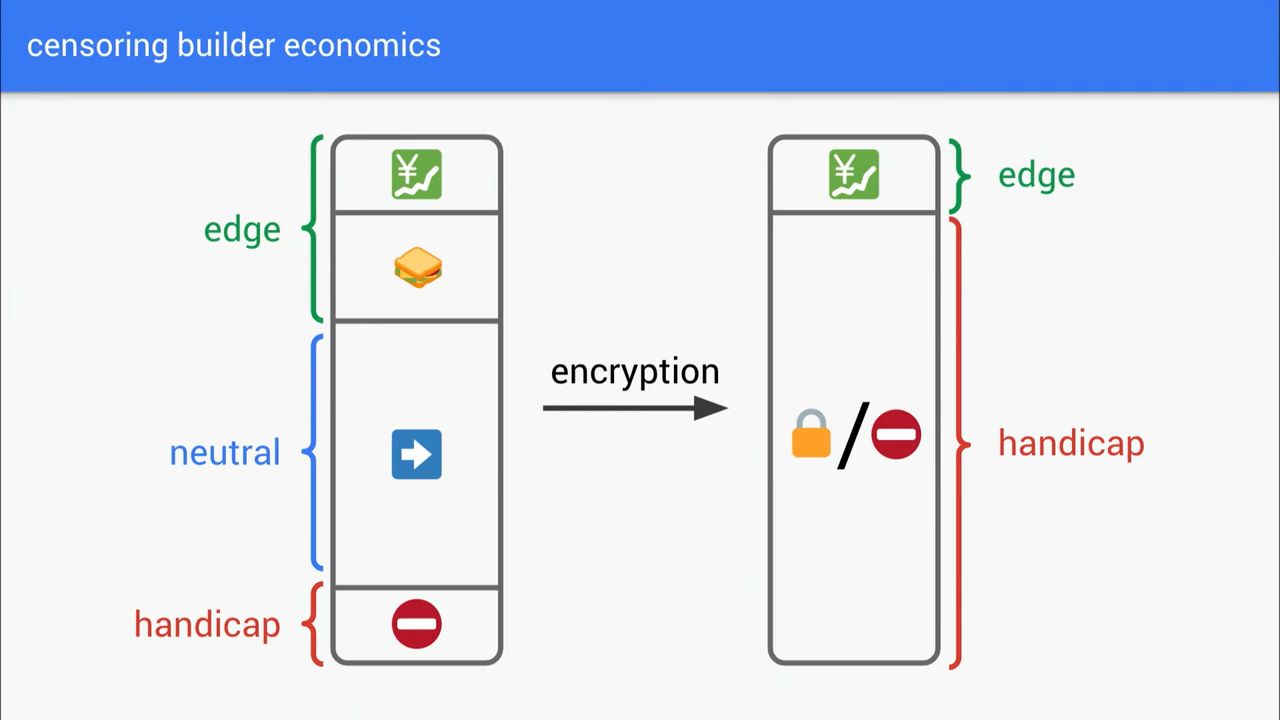 censoring builder economics
edge
neutral
handicap
encryption
edge
handicap